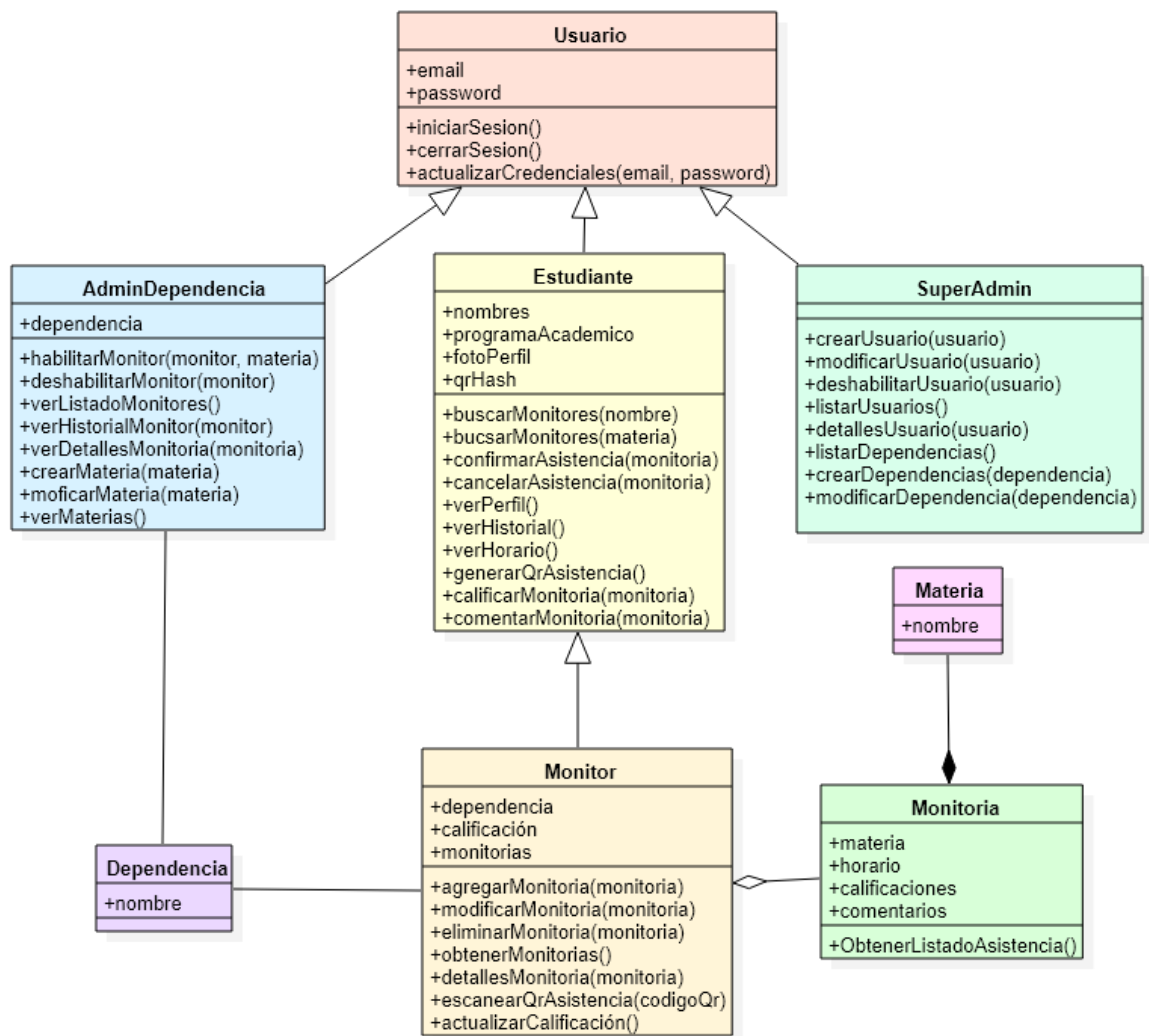 Usuario
+email
+password
+iniciarSesion()
+cerrarSesion()
+actualizarCredenciales(email, password)
AdminDependencia
+dependencia
+habilitarMonitor(monitor, materia)
+deshabilitarMonitor(monitor)
+verListadoMonitores()
+verHistorialMonitor(monitor)
+verDetallesMonitoria(monitoria)
+crearMateria(materia)
+moficarMateria(materia)
+verMaterias()
Estudiante
+nombres
+programaAcademico
+fotoPerfil
+qrHash
+buscarMonitores(nombre)
+bucsarMonitores(materia)
+confirmarAsistencia(monitoria)
+cancelarAsistencia(monitoria)
+verPerfil()
+verHistorial()
+verHorario()
+generarQrAsistencia()
+calificarMonitoria(monitoria)
+comentarMonitoria(monitoria)
SuperAdmin
+crearUsuario(usuario)
+modificarUsuario(usuario)
+deshabilitarUsuario(usuario)
+listarUsuarios()
+detallesUsuario(usuario)
+listarDependencias()
+crearDependencias(dependencia)
+modificarDependencia(dependencia)
Materia
+nombre
Dependencia
+nombre
Monitor
+dependencia
+calificación
+monitorias
+agregarMonitoria(monitoria)
+modificarMonitoria(monitoria)
+eliminarMonitoria(monitoria)
+obtenerMonitorias()
+detallesMonitoria(monitoria)
+escanearQrAsistencia(codigoQr)
+actualizarCalificación()
Monitoria
+materia
+horario
+calificaciones
+comentarios
+ObtenerListadoAsistencia()